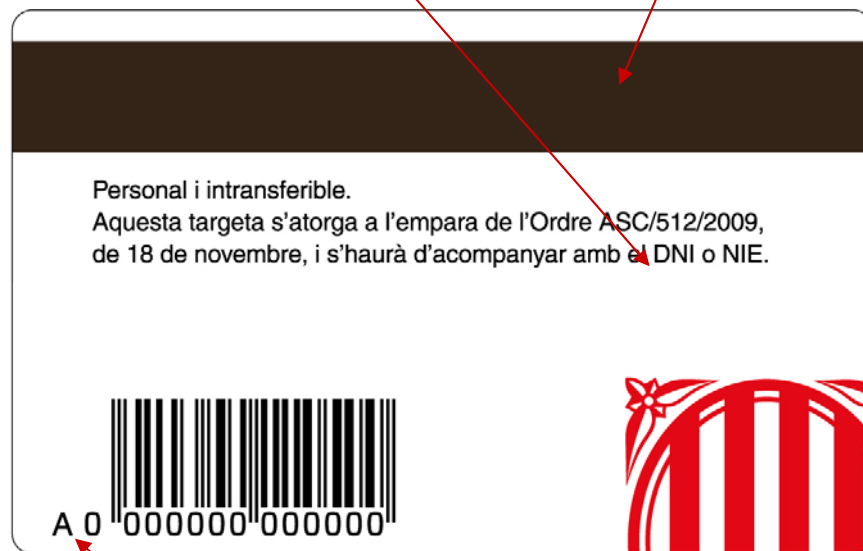 Personal i intransferible.
Aquesta targeta s'atorga a l'empara de l'Ordre ASC/512/2009,
de 18 de novembre, i s'haurà d'acompanyar amb el DNI o NIE.
A 0 000000 000000